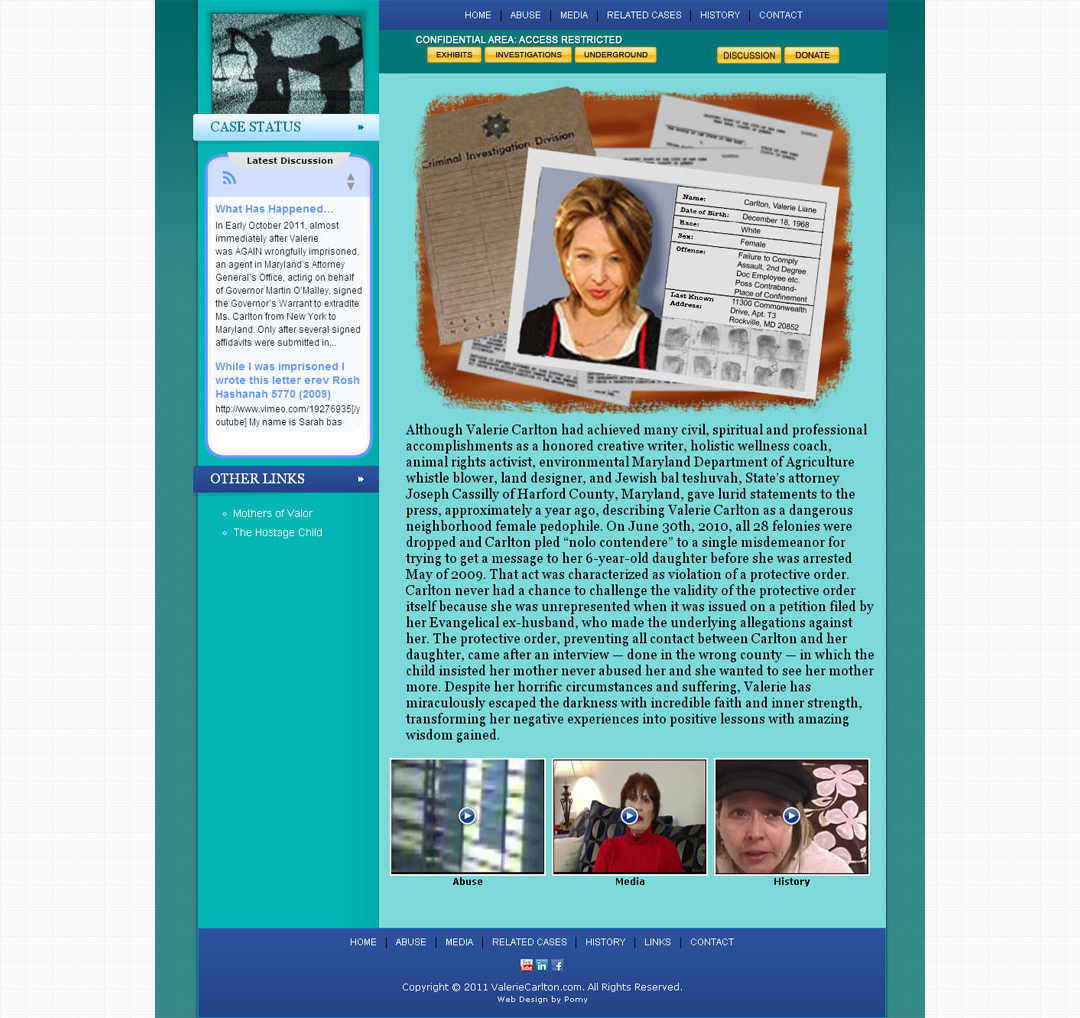 HOME | ABUSE | MEDIA | RELATED CASES | HISTORY | CONTACT
CONFIDENTIAL AREA: ACCESS RESTRICTED
EXHIBITS INVESTIGATIONS UNDERGROUND DISCUSSION DONATE
CASE STATUS
Latest Discussion
What Has Happened...
In Early October 2011, almost
immediately after Valerie
was AGAIN wrongfully imprisoned,
an agent in Maryland's Attorney
General's Office, acting on behalf
of Governor Martin O'Malley, signed
the Governor's Warrant to extradite
Ms. Carlton from New York to
Maryland. Only after several signed
affidavits were submitted in...
While I was imprisoned I
wrote this letter erev Rosh
Hashanah 5770 (2009)
http://www.vimeo.com/19276935[/y
outube] My name is Sarah bas
OTHER LINKS
Mothers of Valor
The Hostage Child
Criminal Investigation Division
Name: Carlton, Valerie Liane
Date of Birth: December 18, 1968
Race: White
Sex: Female
Offense: Failure to Comply
Assault, 2nd Degree
Doc Employee etc.
Poss Contraband-
Place of Confinement
Last Known
Address: 11300 Commonwealth
Drive, Apt. T3
Rockville, MD 20852
Although Valerie Carlton had achieved many civil, spiritual and professional
accomplishments as a honored creative writer, holistic wellness coach,
animal rights activist, environmental Maryland Department of Agriculture
whistle blower, land designer, and Jewish bal teshuvah, State's attorney
Joseph Cassilly of Harford County, Maryland, gave lurid statements to the
press, approximately a year ago, describing Valerie Carlton as a dangerous
neighborhood female pedophile. On June 30th, 2010, all 28 felonies were
dropped and Carlton pled “nolo contendere” to a single misdemeanor for
trying to get a message to her 6-year-old daughter before she was arrested
May of 2009. That act was characterized as violation of a protective order.
Carlton never had a chance to challenge the validity of the protective order
itself because she was unrepresented when it was issued on a petition filed by
her Evangelical ex-husband, who made the underlying allegations against
her. The protective order, preventing all contact between Carlton and her
daughter, came after an interview — done in the wrong county — in which the
child insisted her mother never abused her and she wanted to see her mother
more. Despite her horrific circumstances and suffering, Valerie has
miraculously escaped the darkness with incredible faith and inner strength,
transforming her negative experiences into positive lessons with amazing
wisdom gained.
Abuse Media History
HOME | ABUSE | MEDIA | RELATED CASES | HISTORY | LINKS | CONTACT
Copyright © 2011 ValerieCarlton.com. All Rights Reserved.
Web Design by Pomy